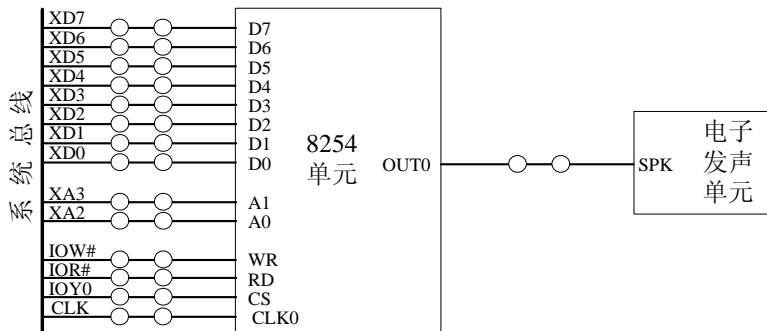 系统总线
XD7
XD6
XD5
XD4
XD3
XD2
XD1
XD0
XA3
XA2
IOW#
IOR#
IOY0
CLK
D7
D6
D5
D4
D3
D2
D1
D0
A1
A0
WR
RD
CS
CLK0
8254
单元
OUT0
SPK
电子
发声
单元